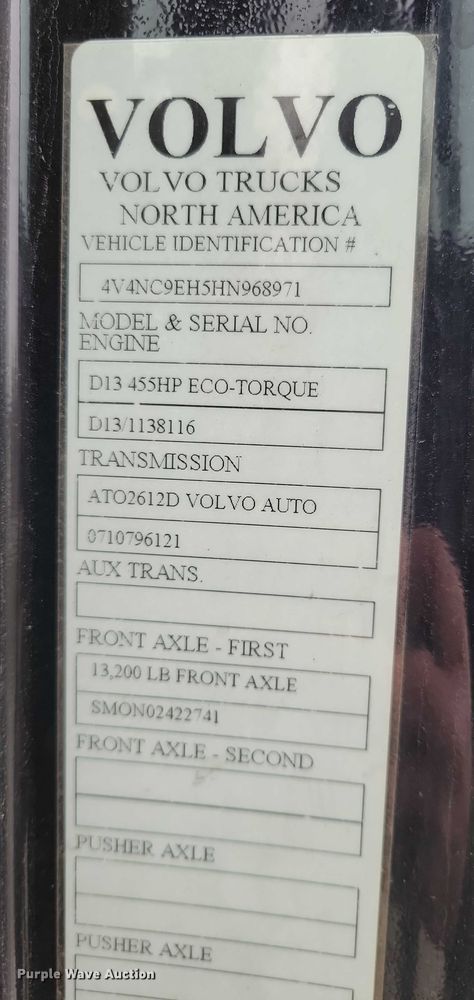 VOLVO
VOLVO TRUCKS
NORTH AMERICA
VEHICLE IDENTIFICATION #
4V4NC9EH5HN968971
MODEL & SERIAL NO.
ENGINE
D13 455HP ECO-TORQUE
D13/1138116
TRANSMISSION
ATO2612D VOLVO AUTO
0710796121
AUX TRANS.
FRONT AXLE - FIRST
13,200 LB FRONT AXLE
SMON02422741
FRONT AXLE - SECOND
PUSHER AXLE
PUSHER AXLE
Purple Wave Auction